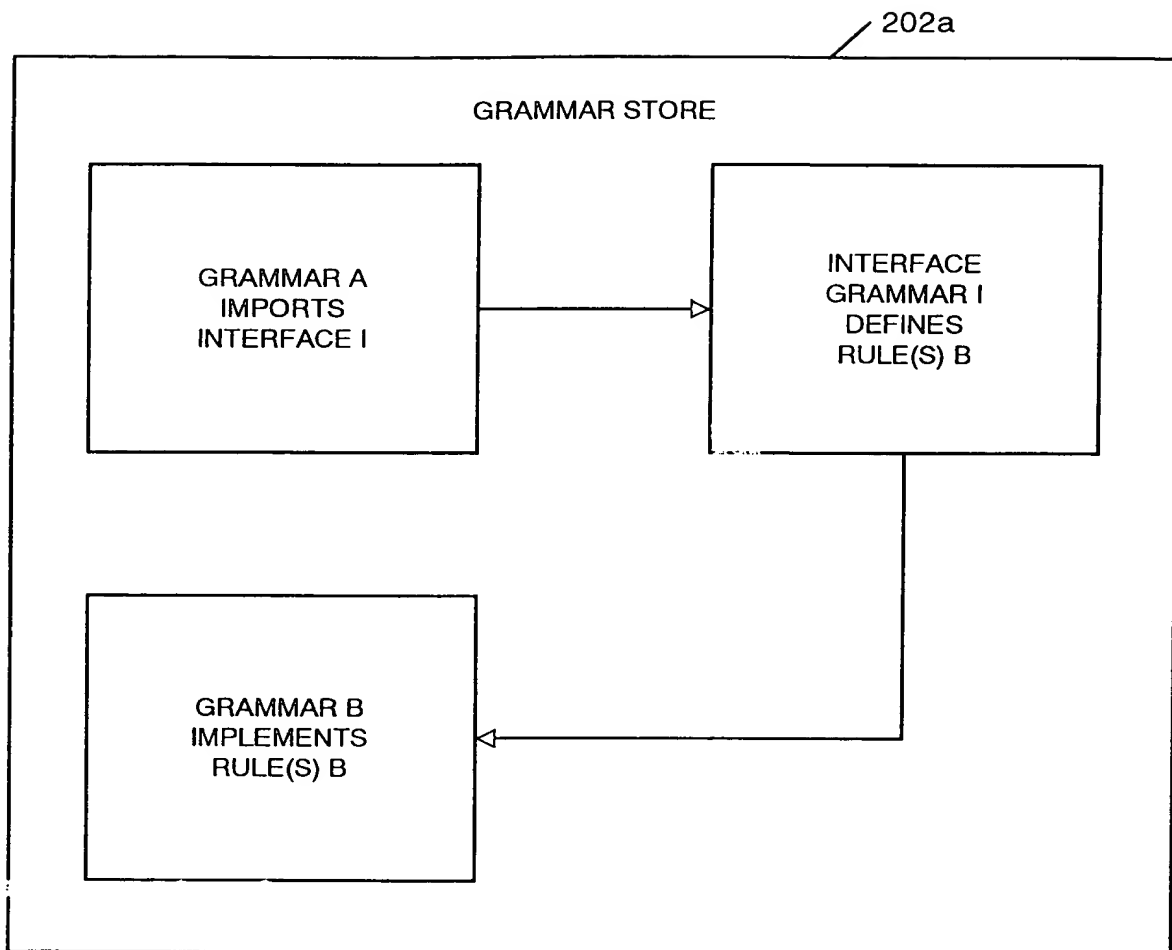 202a
GRAMMAR STORE
GRAMMAR A
IMPORTS
INTERFACE I
INTERFACE
GRAMMAR I
DEFINES
RULE(S) B
GRAMMAR B
IMPLEMENTS
RULE(S) B